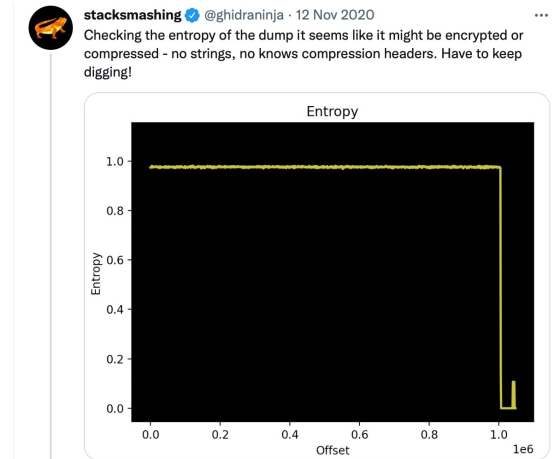 stacksmashing @ghidraninja · 12 Nov 2020
Checking the entropy of the dump it seems like it might be encrypted or
compressed - no strings, no knows compression headers. Have to keep
digging!
Entropy
1.0
0.8
0.6
0.4
0.2
0.0
Entropy
0.0 0.2 0.4 0.6 0.8 1.0
1e6
Offset